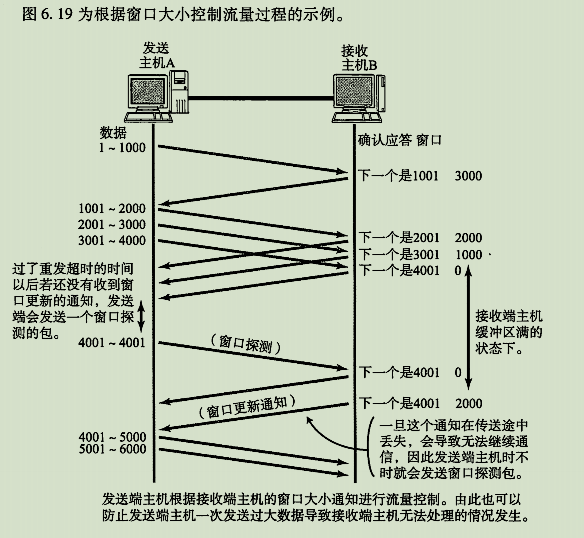 图6.19 为根据窗口大小控制流量过程的示例。
发送
主机A
接收
主机B
数据
确认应答 窗口
1 ~ 1000
下一个是1001 3000
1001 ~ 2000
2001 ~ 3000
3001 ~ 4000
下一个是2001 2000
下一个是3001 1000
下一个是4001 0
过了重发超时的时间
以后若还没有收到窗
口更新的通知，发送
端会发送一个窗口探
测的包。
接收端主机
缓冲区满的
状态下。
4001 ~ 4001
(窗口探测)
下一个是4001 0
下一个是4001 2000
(窗口更新通知)
一旦这个通知在传送途中
丢失，会导致无法继续通
信，因此发送端主机时不
时就会发送窗口探测包。
4001 ~ 5000
5001 ~ 6000
发送端主机根据接收端主机的窗口大小通知进行流量控制。由此也可以
防止发送端主机一次发送过大数据导致接收端主机无法处理的情况发生。